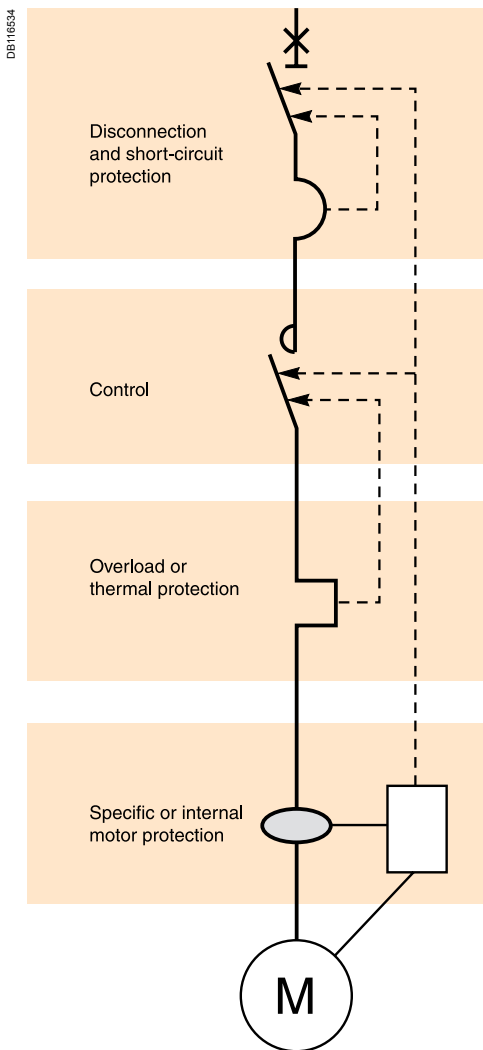 DB116534
Disconnection
and short-circuit
protection
Control
Overload or
thermal protection
Specific or internal
motor protection
M